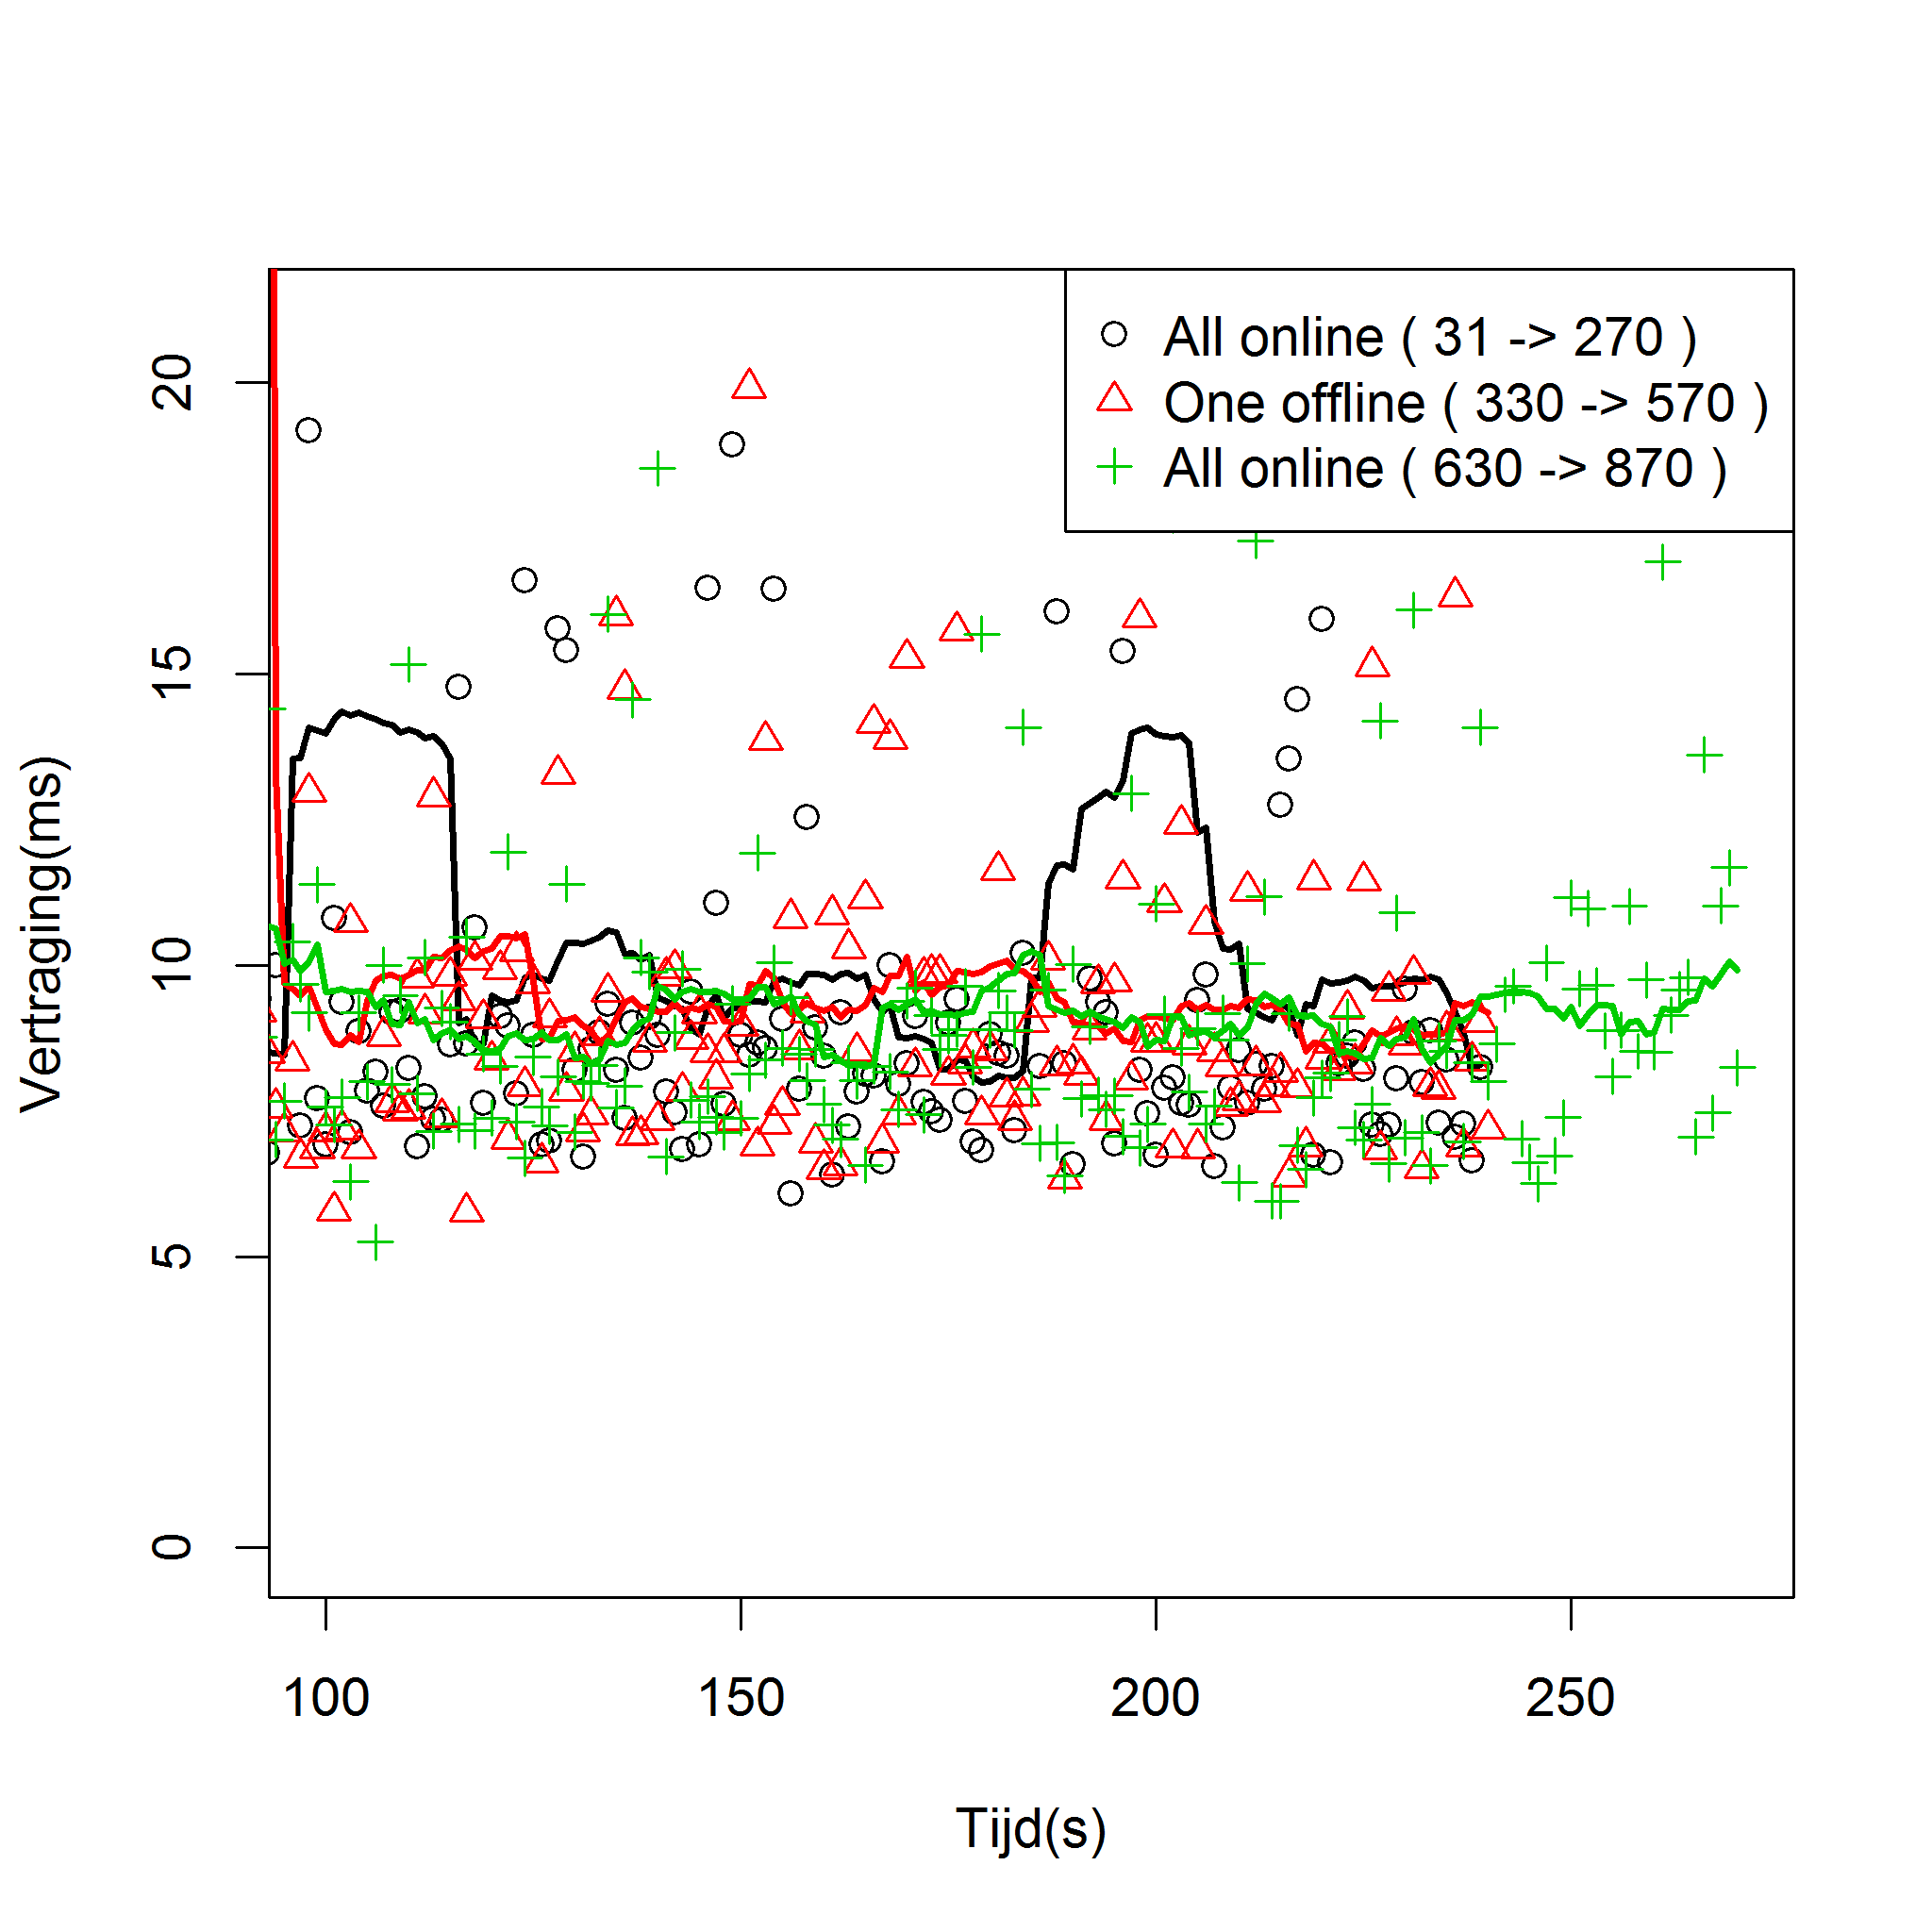 All online ( 31 -> 270 )
One offline ( 330 -> 570 )
All online ( 630 -> 870 )
20
15
10
5
0
Vertraging(ms)
100 150 200 250
Tijd(s)